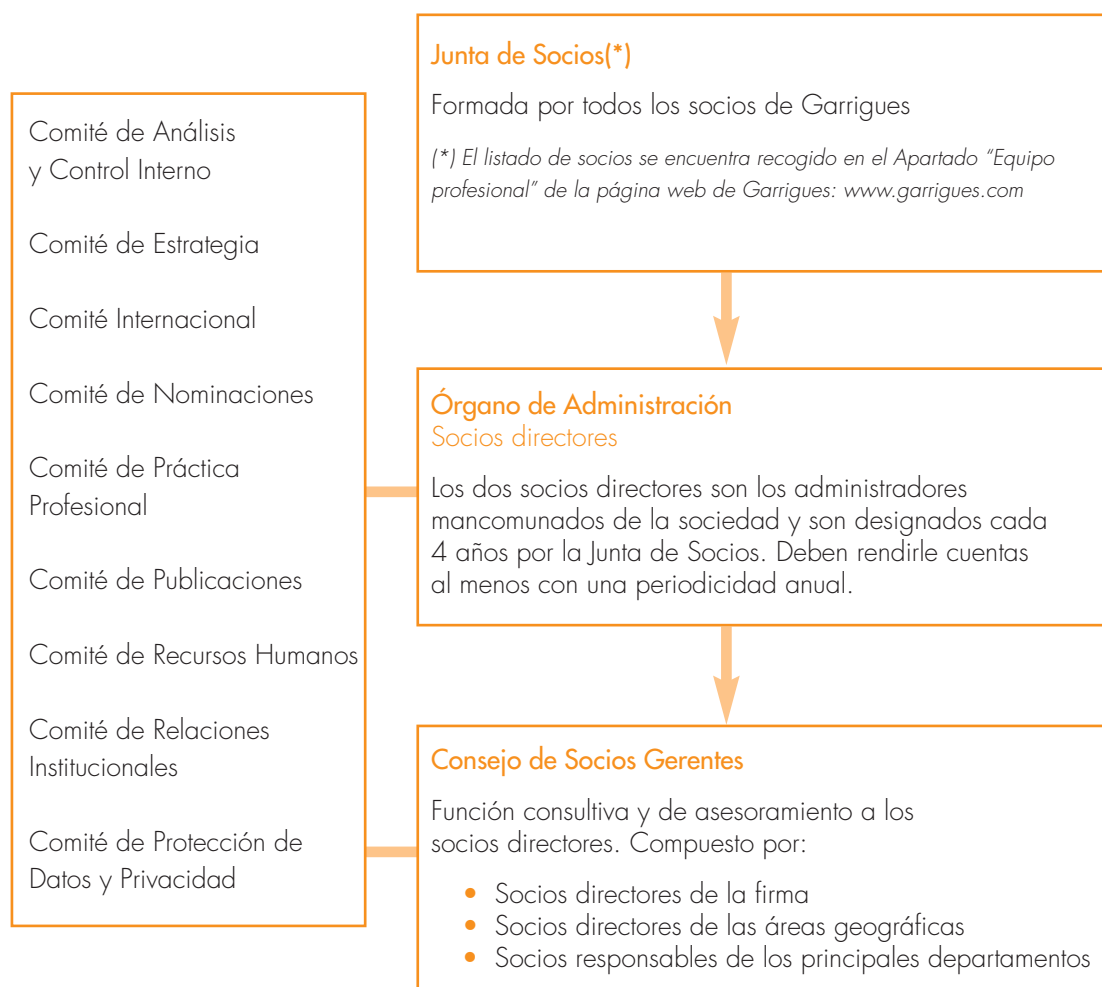 Comité de Análisis
y Control Interno
Comité de Estrategia
Comité Internacional
Comité de Nominaciones
Comité de Práctica
Profesional
Comité de Publicaciones
Comité de Recursos Humanos
Comité de Relaciones
Institucionales
Comité de Protección de
Datos y Privacidad
Junta de Socios(*)
Formada por todos los socios de Garrigues
(*) El listado de socios se encuentra recogido en el Apartado “Equipo
profesional” de la página web de Garrigues: www.garrigues.com
Órgano de Administración
Socios directores
Los dos socios directores son los administradores
mancomunados de la sociedad y son designados cada
4 años por la Junta de Socios. Deben rendirle cuentas
al menos con una periodicidad anual.
Consejo de Socios Gerentes
Función consultiva y de asesoramiento a los
socios directores. Compuesto por:
• Socios directores de la firma
• Socios directores de las áreas geográficas
• Socios responsables de los principales departamentos